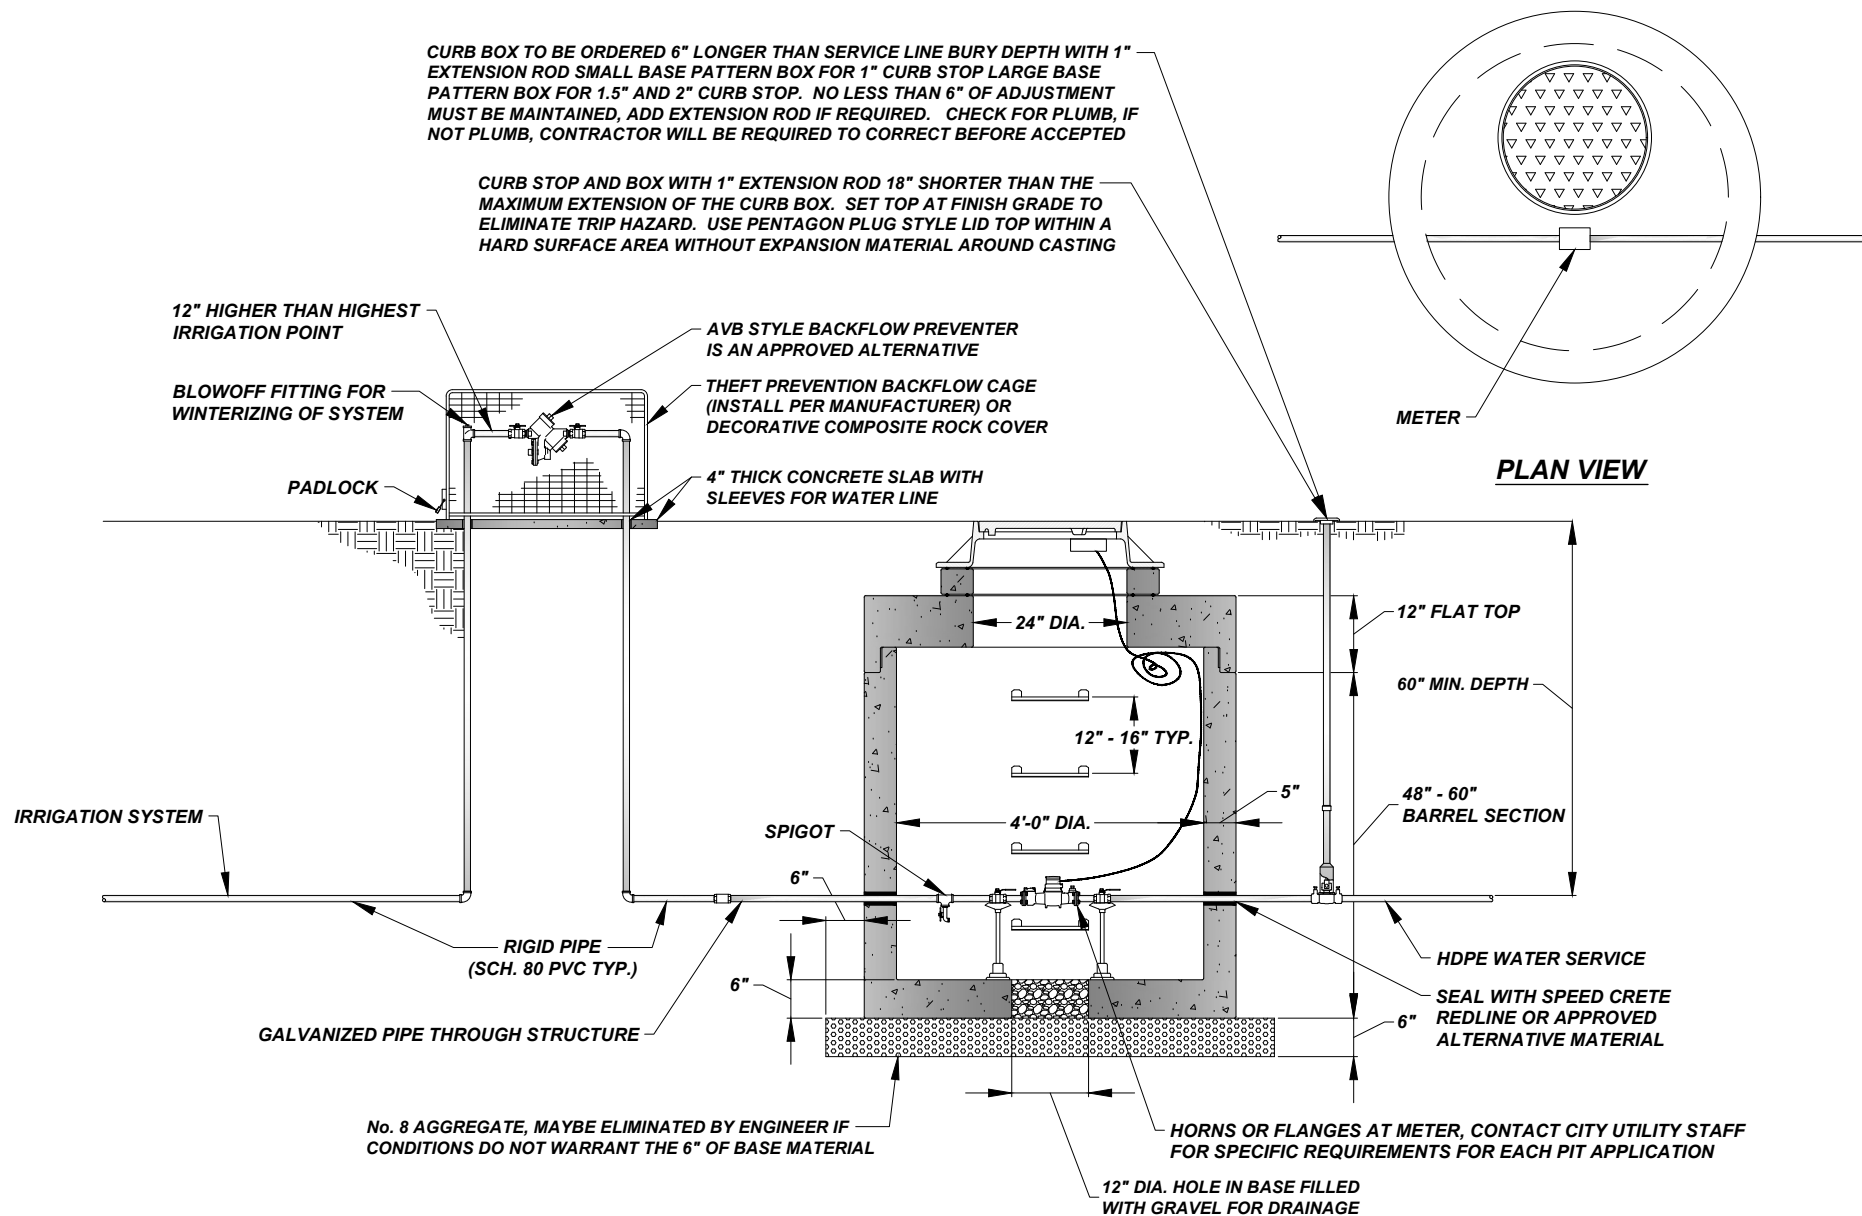 CURB BOX TO BE ORDERED 6" LONGER THAN SERVICE LINE BURY DEPTH WITH 1"
EXTENSION ROD SMALL BASE PATTERN BOX FOR 1" CURB STOP LARGE BASE
PATTERN BOX FOR 1.5" AND 2" CURB STOP. NO LESS THAN 6" OF ADJUSTMENT
MUST BE MAINTAINED, ADD EXTENSION ROD IF REQUIRED. CHECK FOR PLUMB, IF
NOT PLUMB, CONTRACTOR WILL BE REQUIRED TO CORRECT BEFORE ACCEPTED
CURB STOP AND BOX WITH 1" EXTENSION ROD 18" SHORTER THAN THE
MAXIMUM EXTENSION OF THE CURB BOX. SET TOP AT FINISH GRADE TO
ELIMINATE TRIP HAZARD. USE PENTAGON PLUG STYLE LID TOP WITHIN A
HARD SURFACE AREA WITHOUT EXPANSION MATERIAL AROUND CASTING
12" HIGHER THAN HIGHEST
IRRIGATION POINT
AVB STYLE BACKFLOW PREVENTER
IS AN APPROVED ALTERNATIVE
BLOWOFF FITTING FOR
WINTERIZING OF SYSTEM
THEFT PREVENTION BACKFLOW CAGE
(INSTALL PER MANUFACTURER) OR
DECORATIVE COMPOSITE ROCK COVER
METER
PLAN VIEW
PADLOCK
4" THICK CONCRETE SLAB WITH
SLEEVES FOR WATER LINE
24" DIA.
12" FLAT TOP
60" MIN. DEPTH
12" - 16" TYP.
5"
48" - 60"
BARREL SECTION
IRRIGATION SYSTEM
SPIGOT
4'-0" DIA.
6"
RIGID PIPE
(SCH. 80 PVC TYP.)
HDPE WATER SERVICE
6"
SEAL WITH SPEED CRETE
REDLINE OR APPROVED
ALTERNATIVE MATERIAL
6"
GALVANIZED PIPE THROUGH STRUCTURE
No. 8 AGGREGATE, MAYBE ELIMINATED BY ENGINEER IF
CONDITIONS DO NOT WARRANT THE 6" OF BASE MATERIAL
HORNS OR FLANGES AT METER, CONTACT CITY UTILITY STAFF
FOR SPECIFIC REQUIREMENTS FOR EACH PIT APPLICATION
12" DIA. HOLE IN BASE FILLED
WITH GRAVEL FOR DRAINAGE